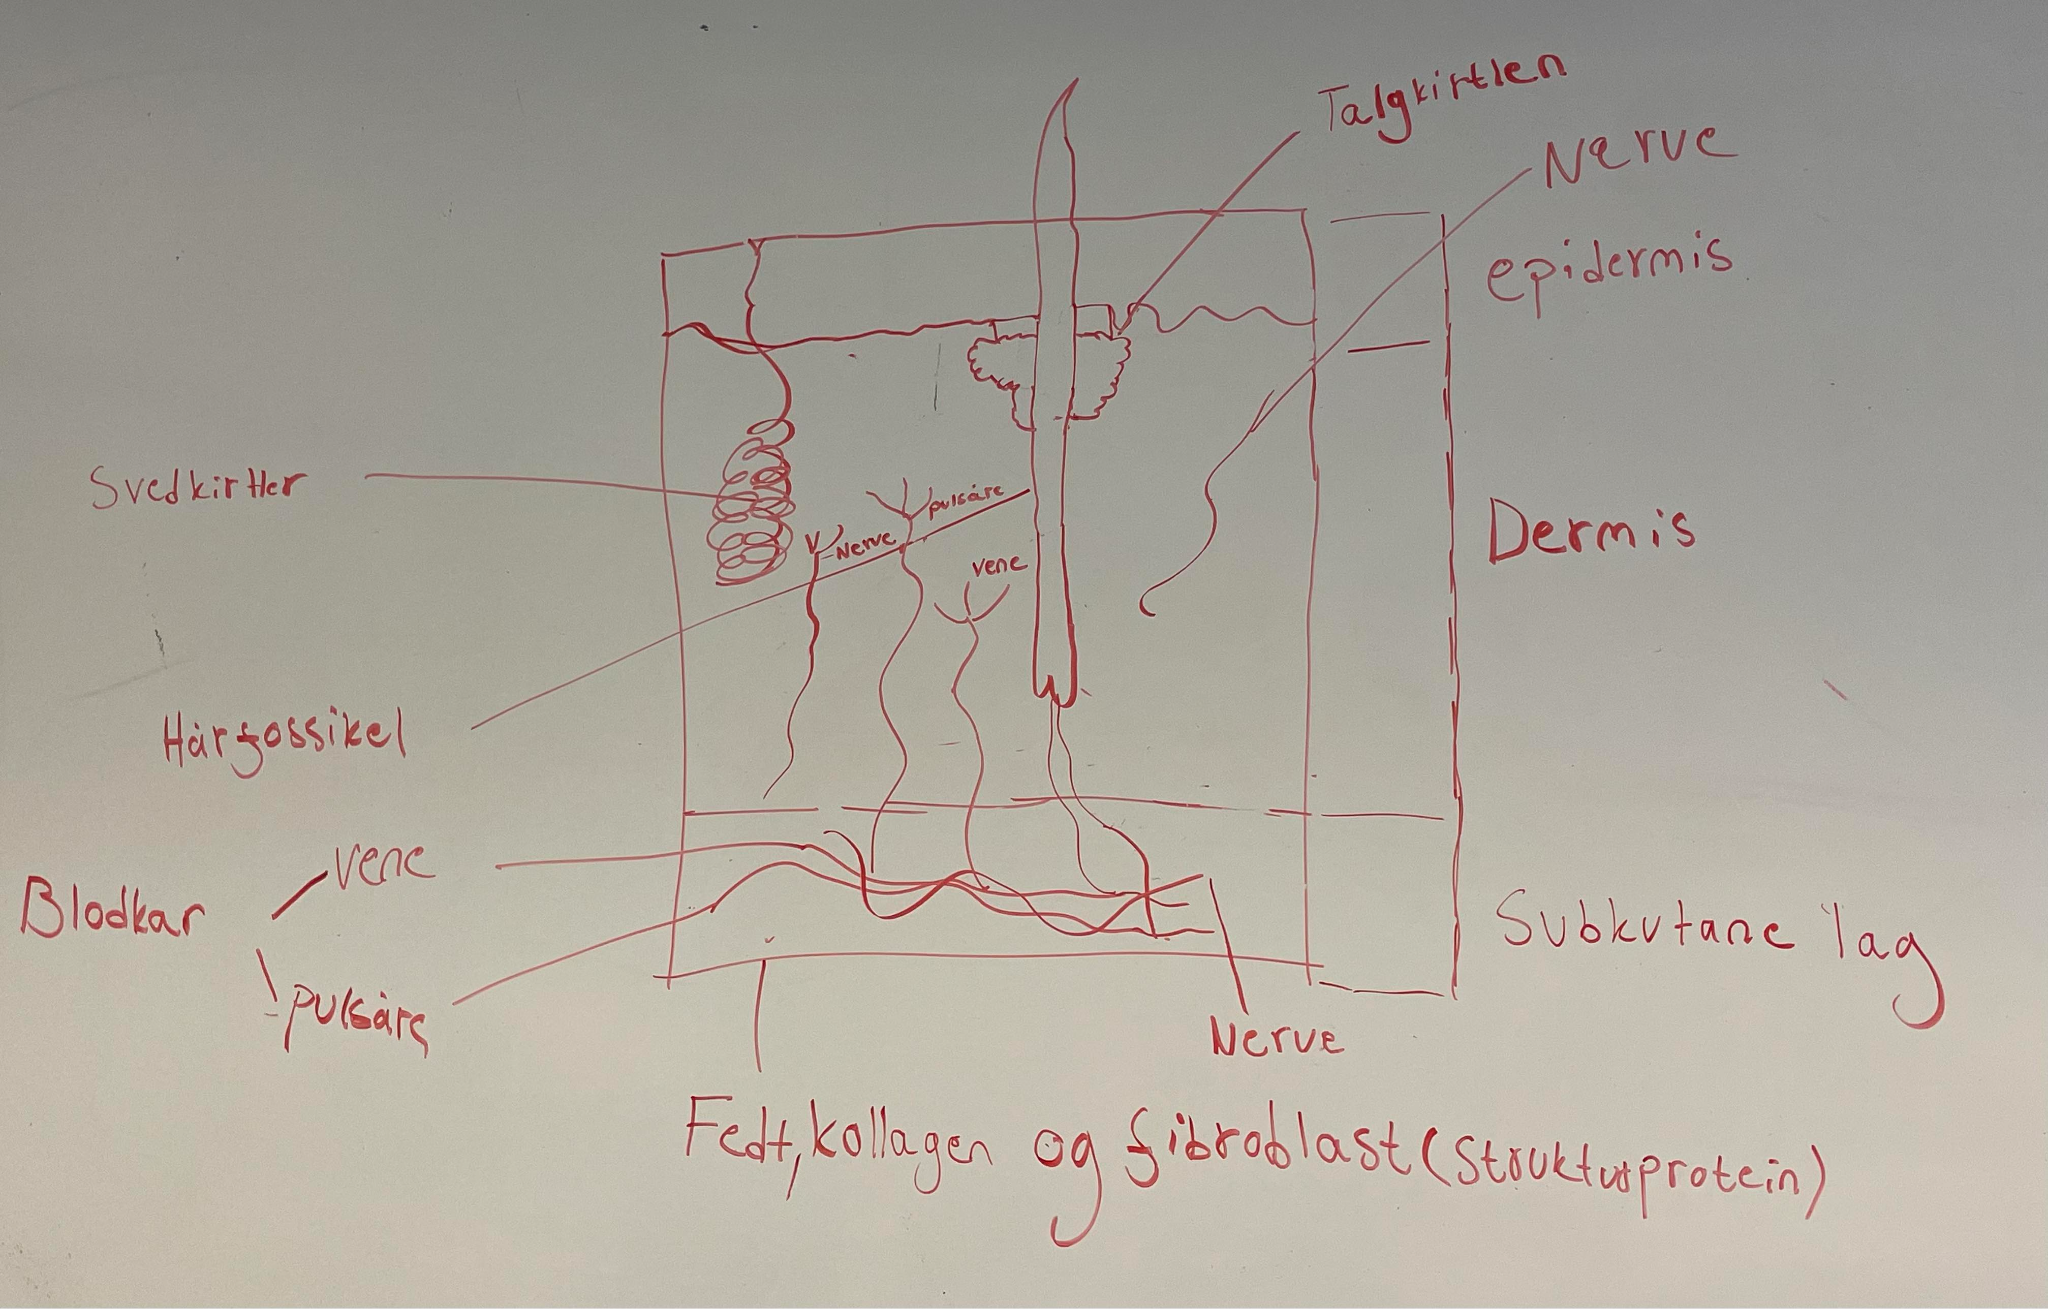 Talgkirtlen
Nerve
epidermis
Svedkirtler
pulsåre
Nerve
vene
Dermis
Hårfossikel
vene
Blodkar
pulsåre
Subkutane lag
Nerve
Fedt, kollagen og fibroblast (strukturprotein)